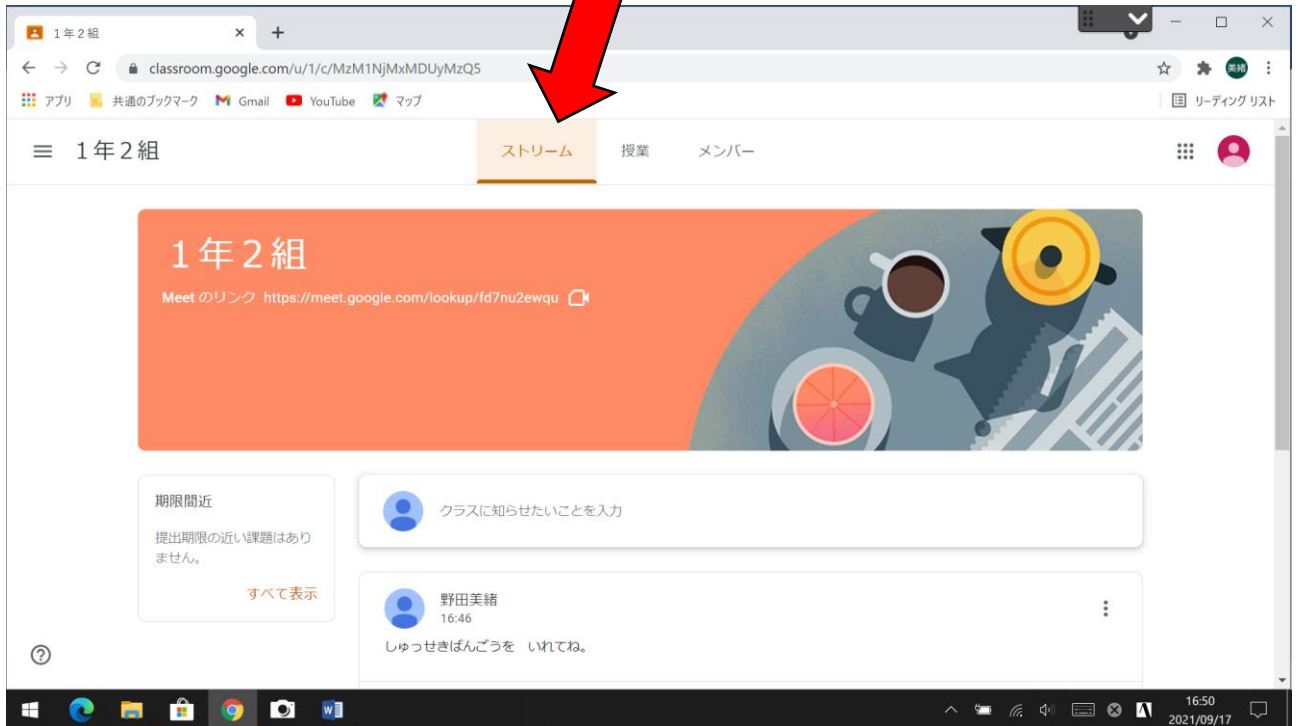 1年2組
classroom.google.com/u/1/c/MzM1NjMxMDUyMzQ5
美緒
アプリ 共通のブックマーク Gmail YouTube マップ リーディング リスト
1年2組 ストリーム 授業 メンバー
1年2組
Meet のリンク https://meet.google.com/lookup/fd7nu2ewqu
期限間近
提出期限の近い課題はあり
ません。
すべて表示
クラスに知らせたいことを入力
野田美緒
16:46
しゅっせきばんごうを いれてね。
16:50
2021/09/17